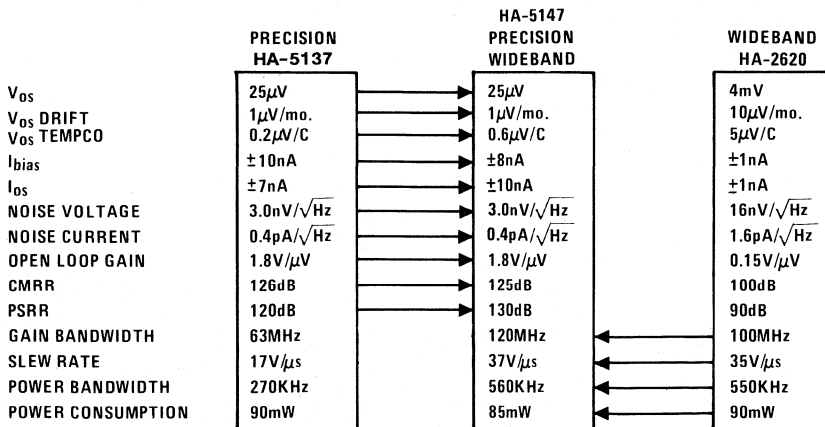 HA-5147
PRECISION PRECISION WIDEBAND
HA-5137 WIDEBAND HA-2620
V_OS 25μV 25μV 4mV
V_OS DRIFT 1μV/mo. 1μV/mo. 10μV/mo.
V_OS TEMPCO 0.2μV/C 0.6μV/C 5μV/C
I_bias ±10nA ±8nA ±1nA
I_OS ±7nA ±10nA ±1nA
NOISE VOLTAGE 3.0nV/√Hz 3.0nV/√Hz 16nV/√Hz
NOISE CURRENT 0.4pA/√Hz 0.4pA/√Hz 1.6pA/√Hz
OPEN LOOP GAIN 1.8V/μV 1.8V/μV 0.15V/μV
CMRR 126dB 125dB 100dB
PSRR 120dB 130dB 90dB
GAIN BANDWIDTH 63MHz 120MHz 100MHz
SLEW RATE 17V/μs 37V/μs 35V/μs
POWER BANDWIDTH 270KHz 560KHz 550KHz
POWER CONSUMPTION 90mW 85mW 90mW